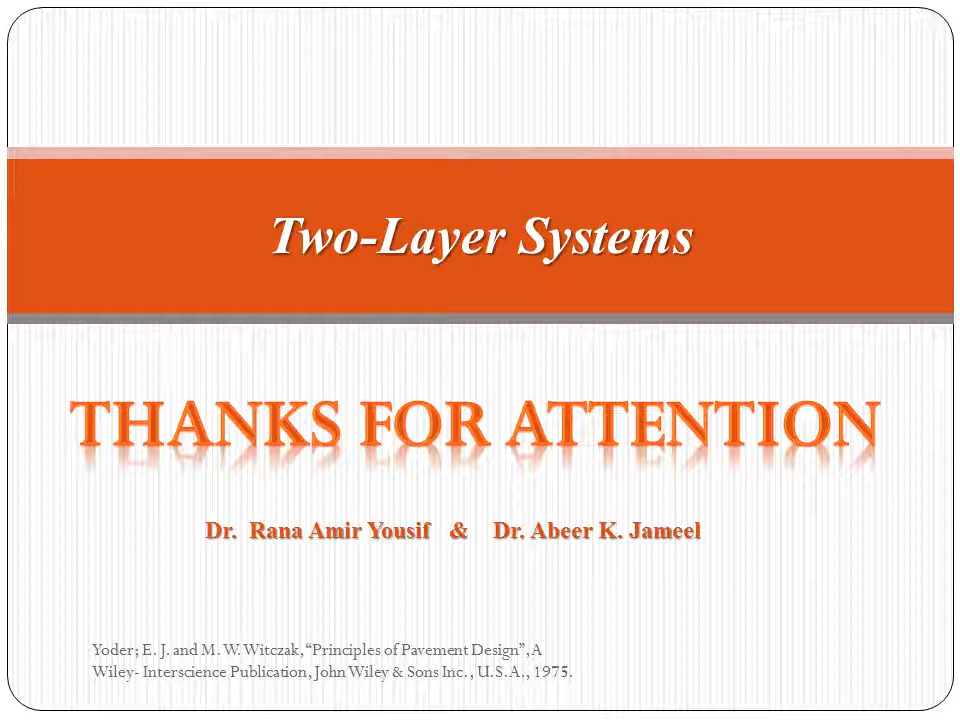 Two-Layer Systems
THANKS FOR ATTENTION
Dr. Rana Amir Yousif & Dr. Abeer K. Jameel
Yoder; E. J. and M. W. Witczak, “Principles of Pavement Design”, A
Wiley- Interscience Publication, John Wiley & Sons Inc. , U.S.A., 1975.